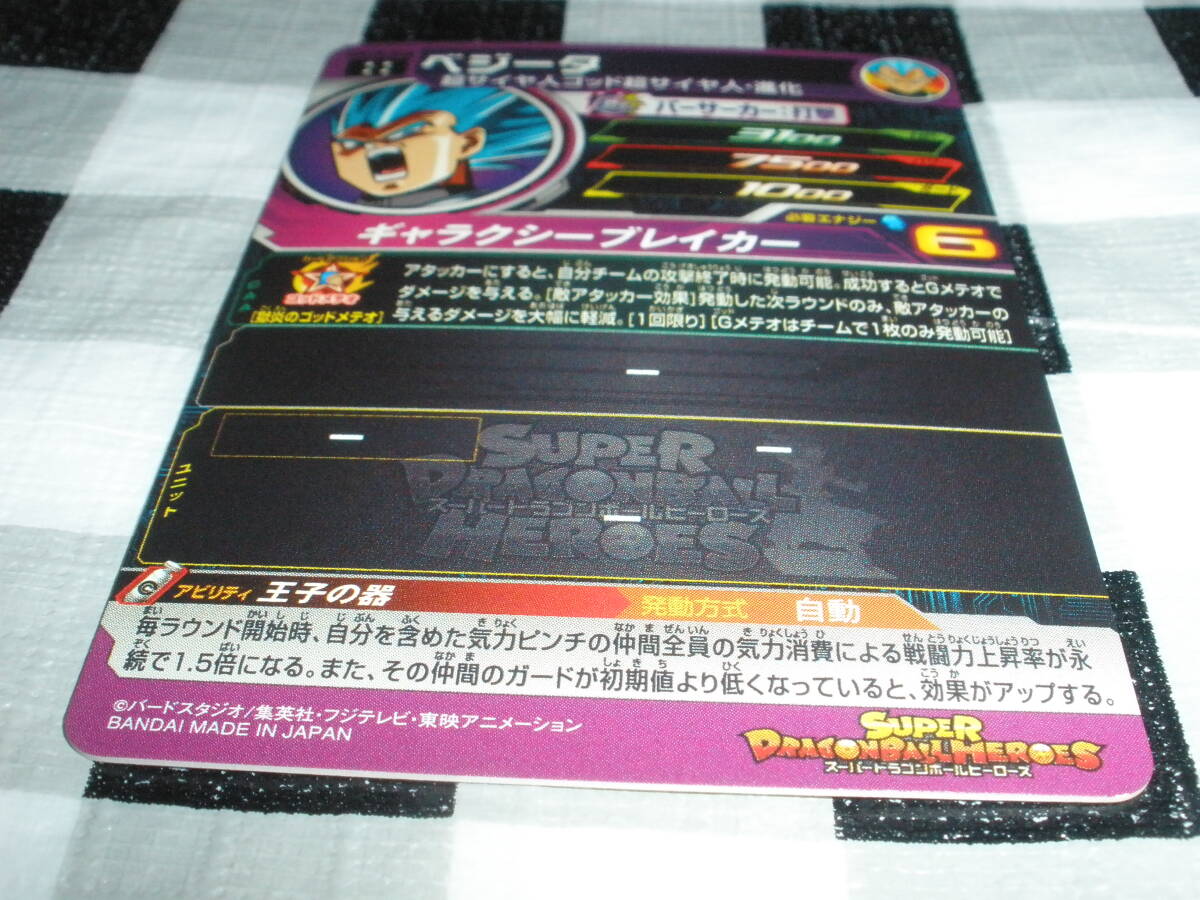 ベジータ
超サイヤ人ゴッド超サイヤ人・進化
バーサーカー:打撃
3100
7500
1000
必殺エナジー
6
ギャラクシーブレイカー
ゴッドメテオ
[獄炎のゴッドメテオ]
アタッカーにすると、自分チームの攻撃終了時に発動可能。成功するとGメテオで
ダメージを与える。[敵アタッカー効果]発動した次ラウンドのみ、敵アタッカーの
与えるダメージを大幅に軽減。[1回限り][Gメテオはチームで1枚のみ発動可能]
ー
ユニット
ー
ー
ー
SUPER
DRAGONBALL
スーパードラゴンボールヒーローズ
HEROES
アビリティ 王子の器 発動方式 自動
毎ラウンド開始時、自分を含めた気力ピンチの仲間全員の気力消費による戦闘力上昇率が永
続で1.5倍になる。また、その仲間のガードが初期値より低くなっていると、効果がアップする。
©バードスタジオ/集英社・フジテレビ・東映アニメーション
BANDAI MADE IN JAPAN
SUPER
DRAGONBALL HEROES
スーパードラゴンボールヒーローズ